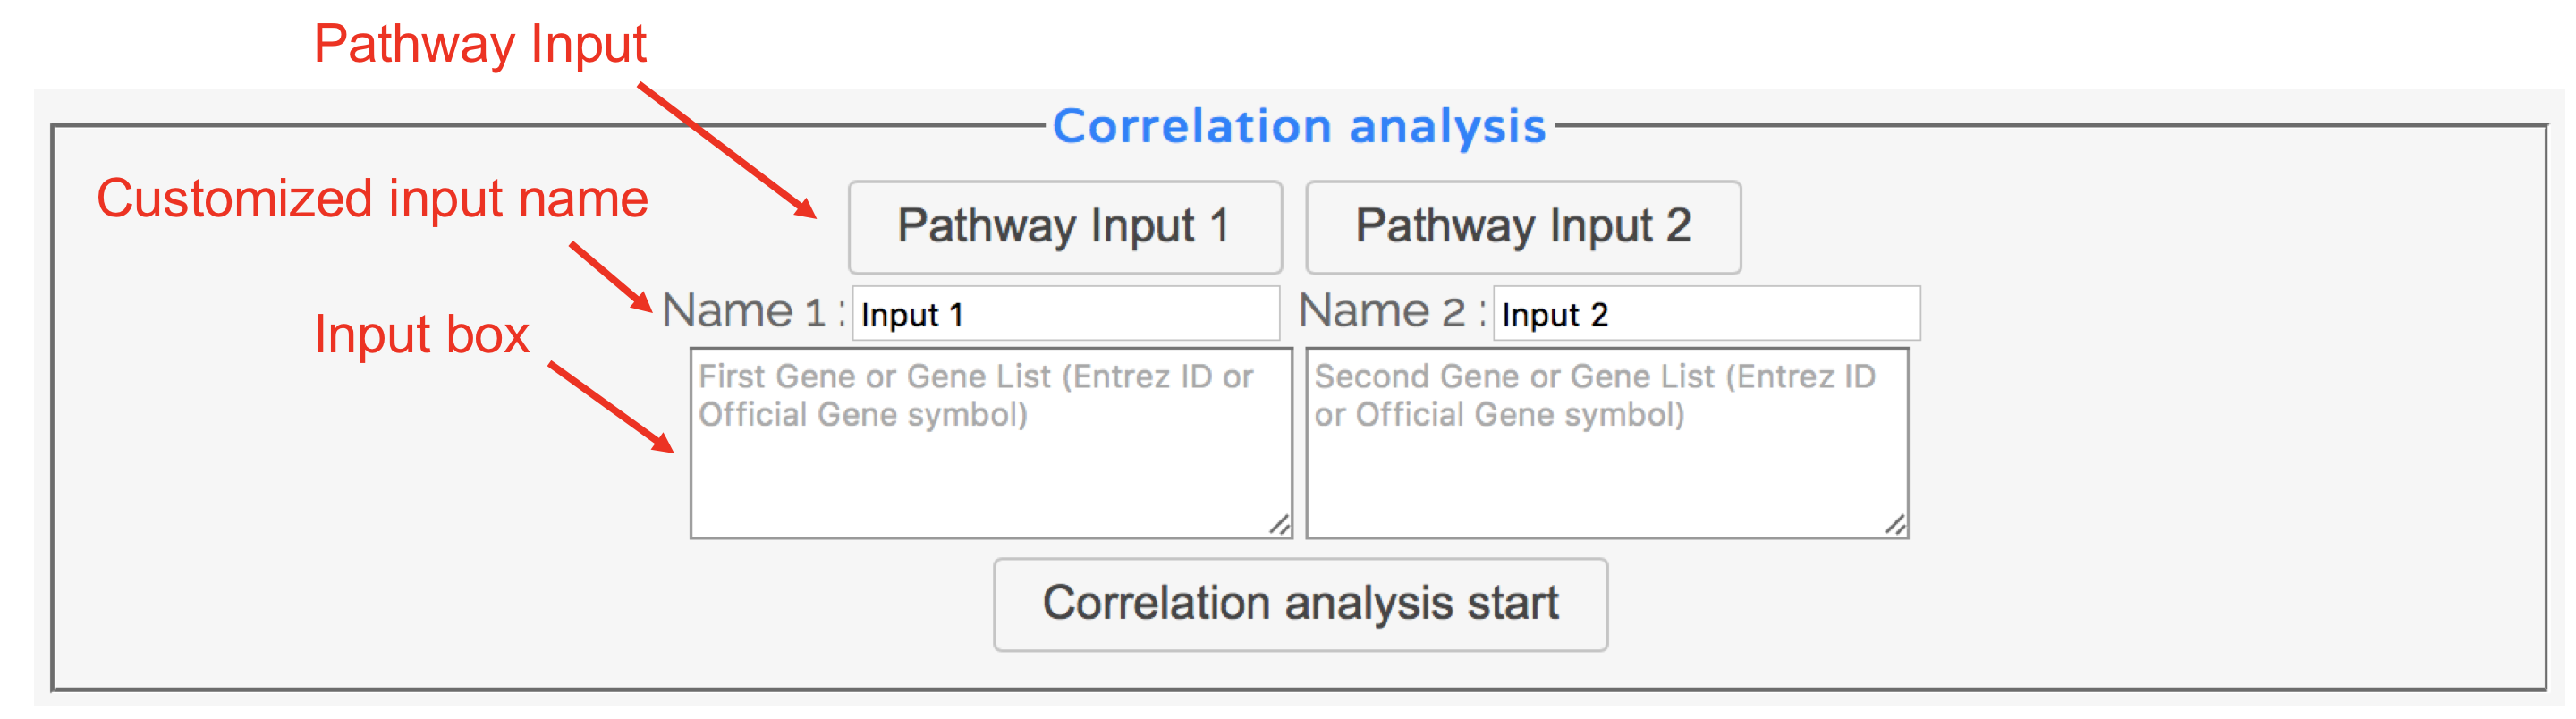 Pathway Input
Correlation analysis
Customized input name
Pathway Input 1 Pathway Input 2
Name 1 : Input 1 Name 2 : Input 2
Input box
First Gene or Gene List (Entrez ID or
Official Gene symbol)
Second Gene or Gene List (Entrez ID
or Official Gene symbol)
Correlation analysis start